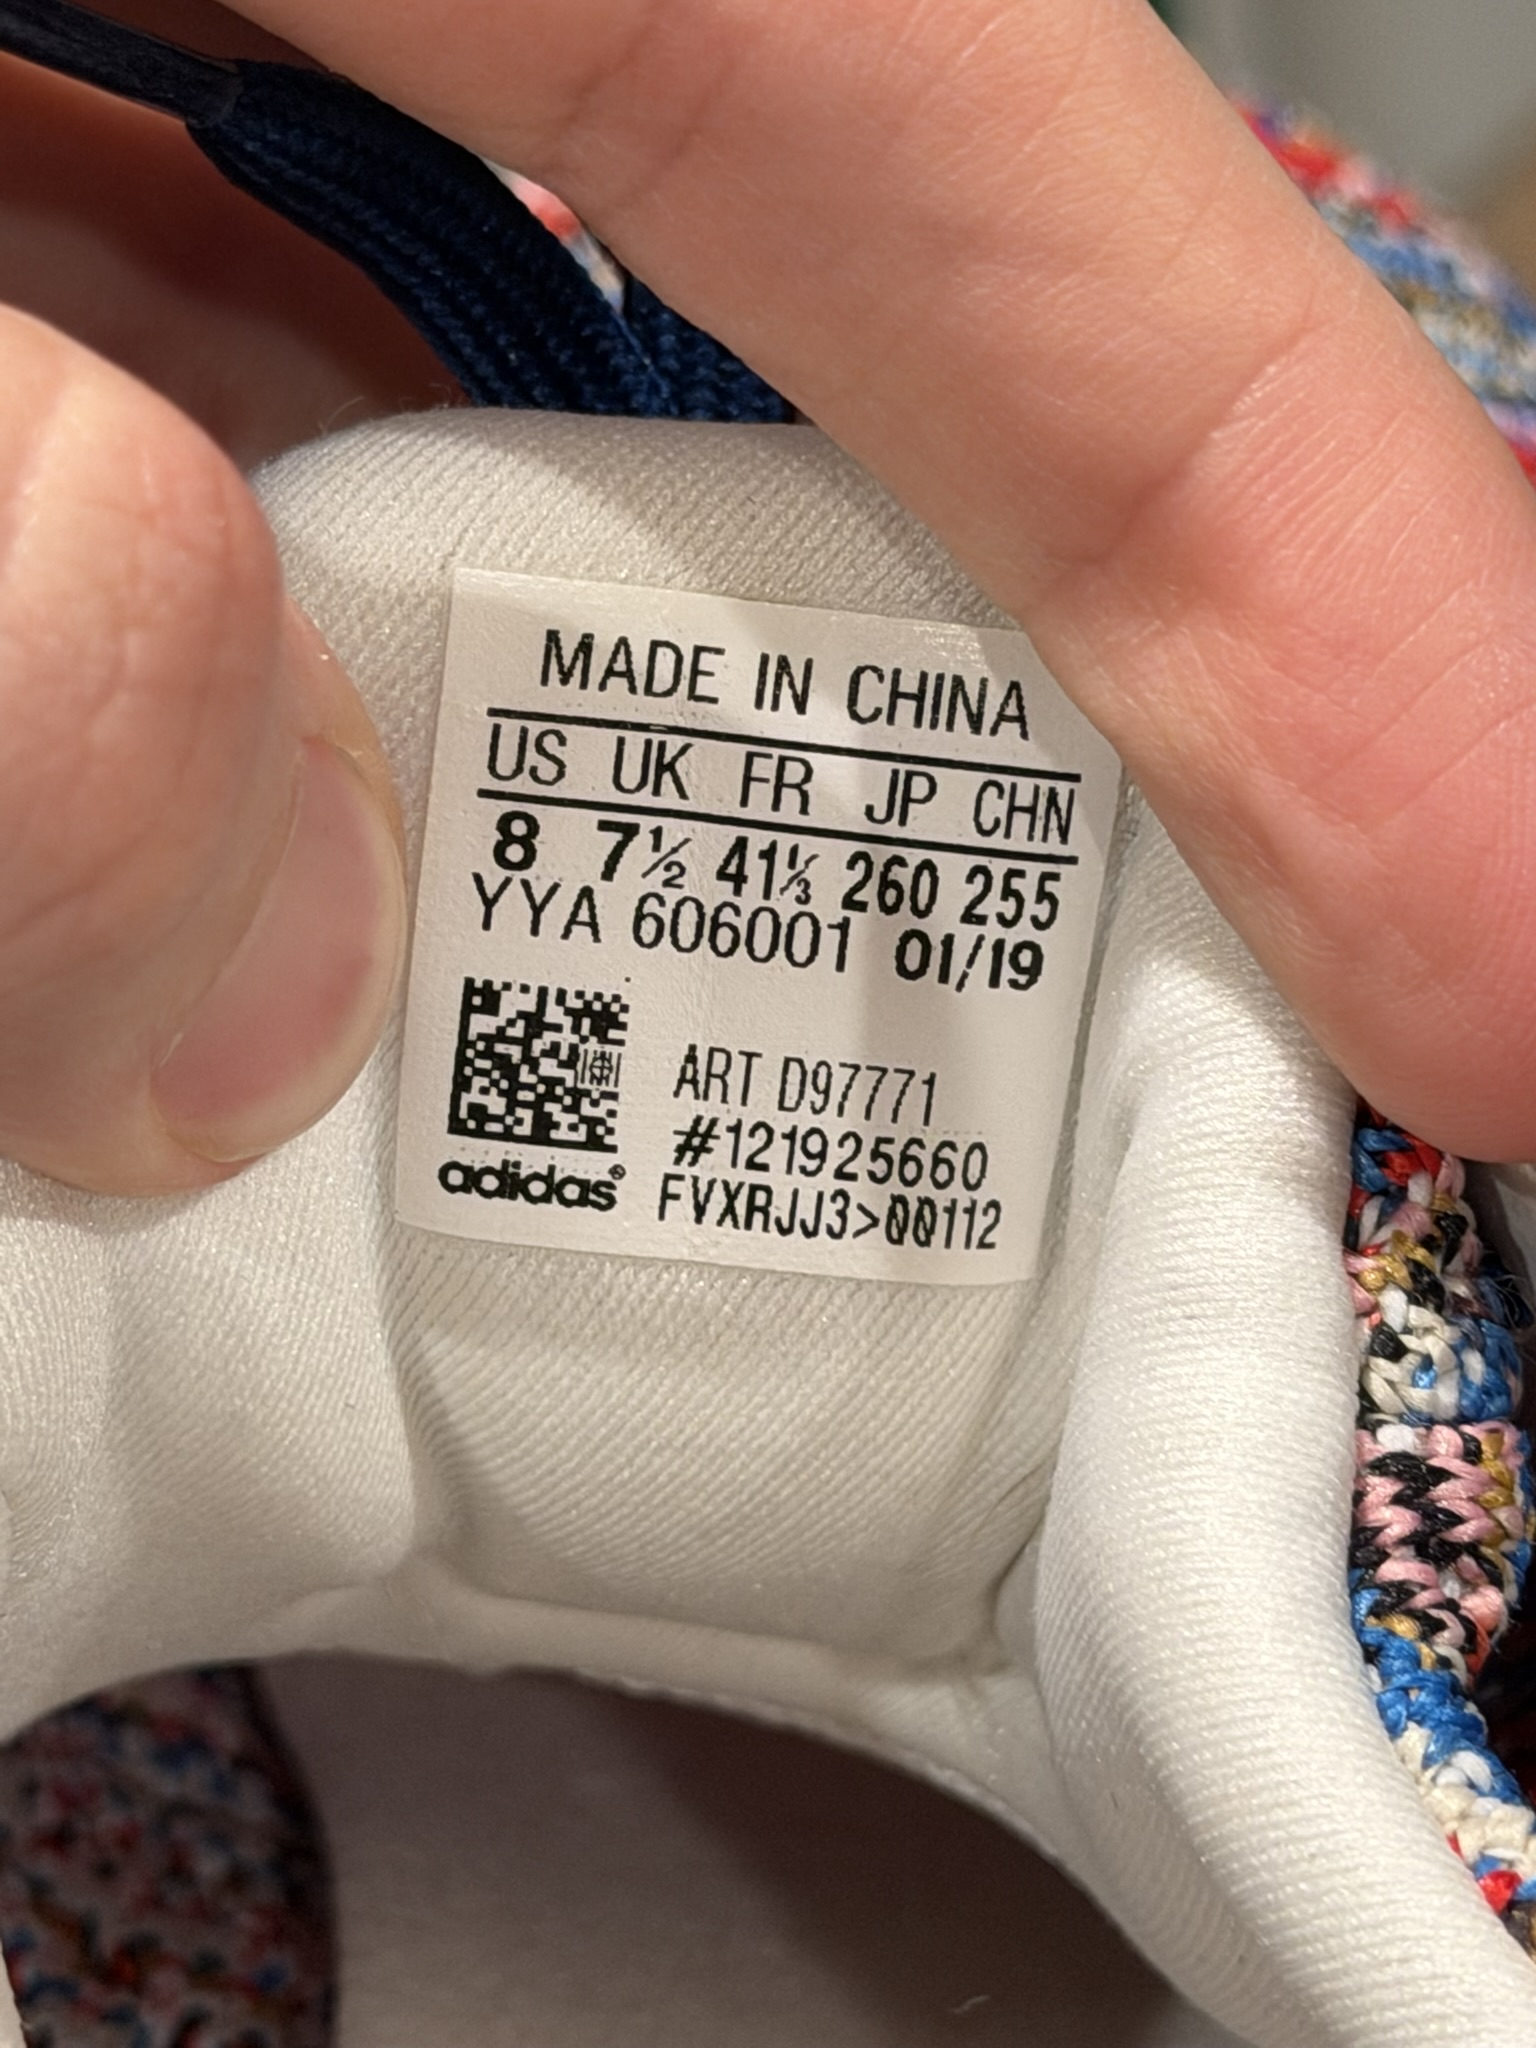 MADE IN CHINA
US UK FR JP CHN
8 7½ 41⅓ 260 255
YYA 606001 01/19
ART D97771
#121925660
adidas®
FVXRJJ3>00112